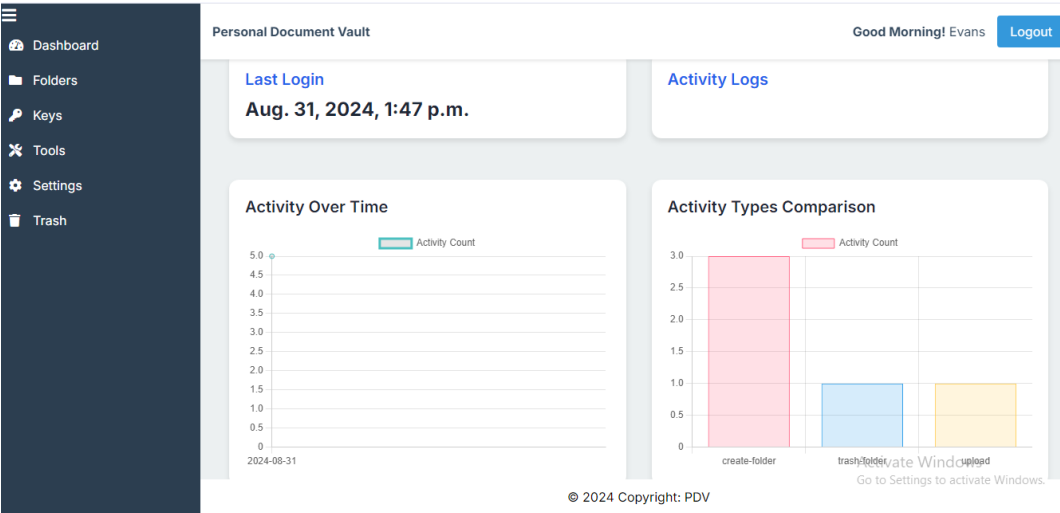 Dashboard
Folders
Keys
Tools
Settings
Trash
Personal Document Vault
Good Morning! Evans
Logout
Last Login
Aug. 31, 2024, 1:47 p.m.
Activity Logs
Activity Over Time
Activity Count
5.0
4.5
4.0
3.5
3.0
2.5
2.0
1.5
1.0
0.5
0
2024-08-31
Activity Types Comparison
Activity Count
3.0
2.5
2.0
1.5
1.0
0.5
0
create-folder
trash-folder
upload
Activate Windows
Go to Settings to activate Windows.
© 2024 Copyright: PDV